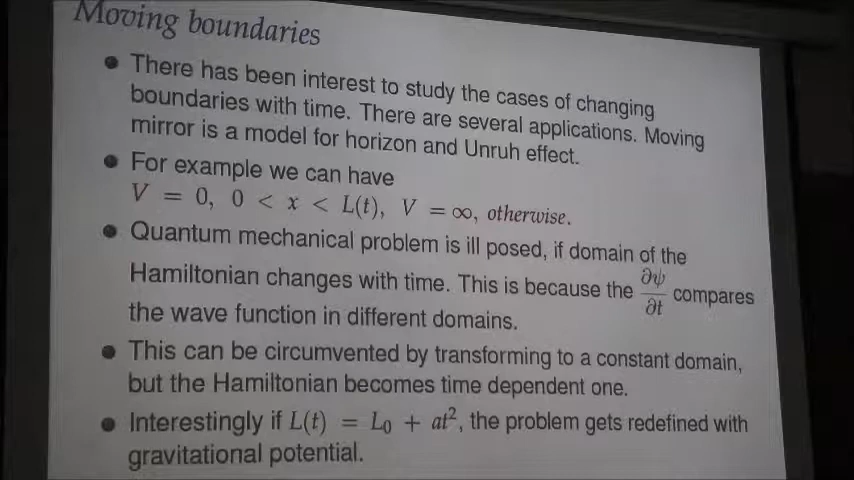 Moving boundaries
• There has been interest to study the cases of changing
boundaries with time. There are several applications. Moving
mirror is a model for horizon and Unruh effect.
• For example we can have
V = 0, 0 < x < L(t), V = ∞, otherwise.
• Quantum mechanical problem is ill posed, if domain of the
Hamiltonian changes with time. This is because the ∂ψ/∂t compares
the wave function in different domains.
• This can be circumvented by transforming to a constant domain,
but the Hamiltonian becomes time dependent one.
• Interestingly if L(t) = L₀ + at², the problem gets redefined with
gravitational potential.